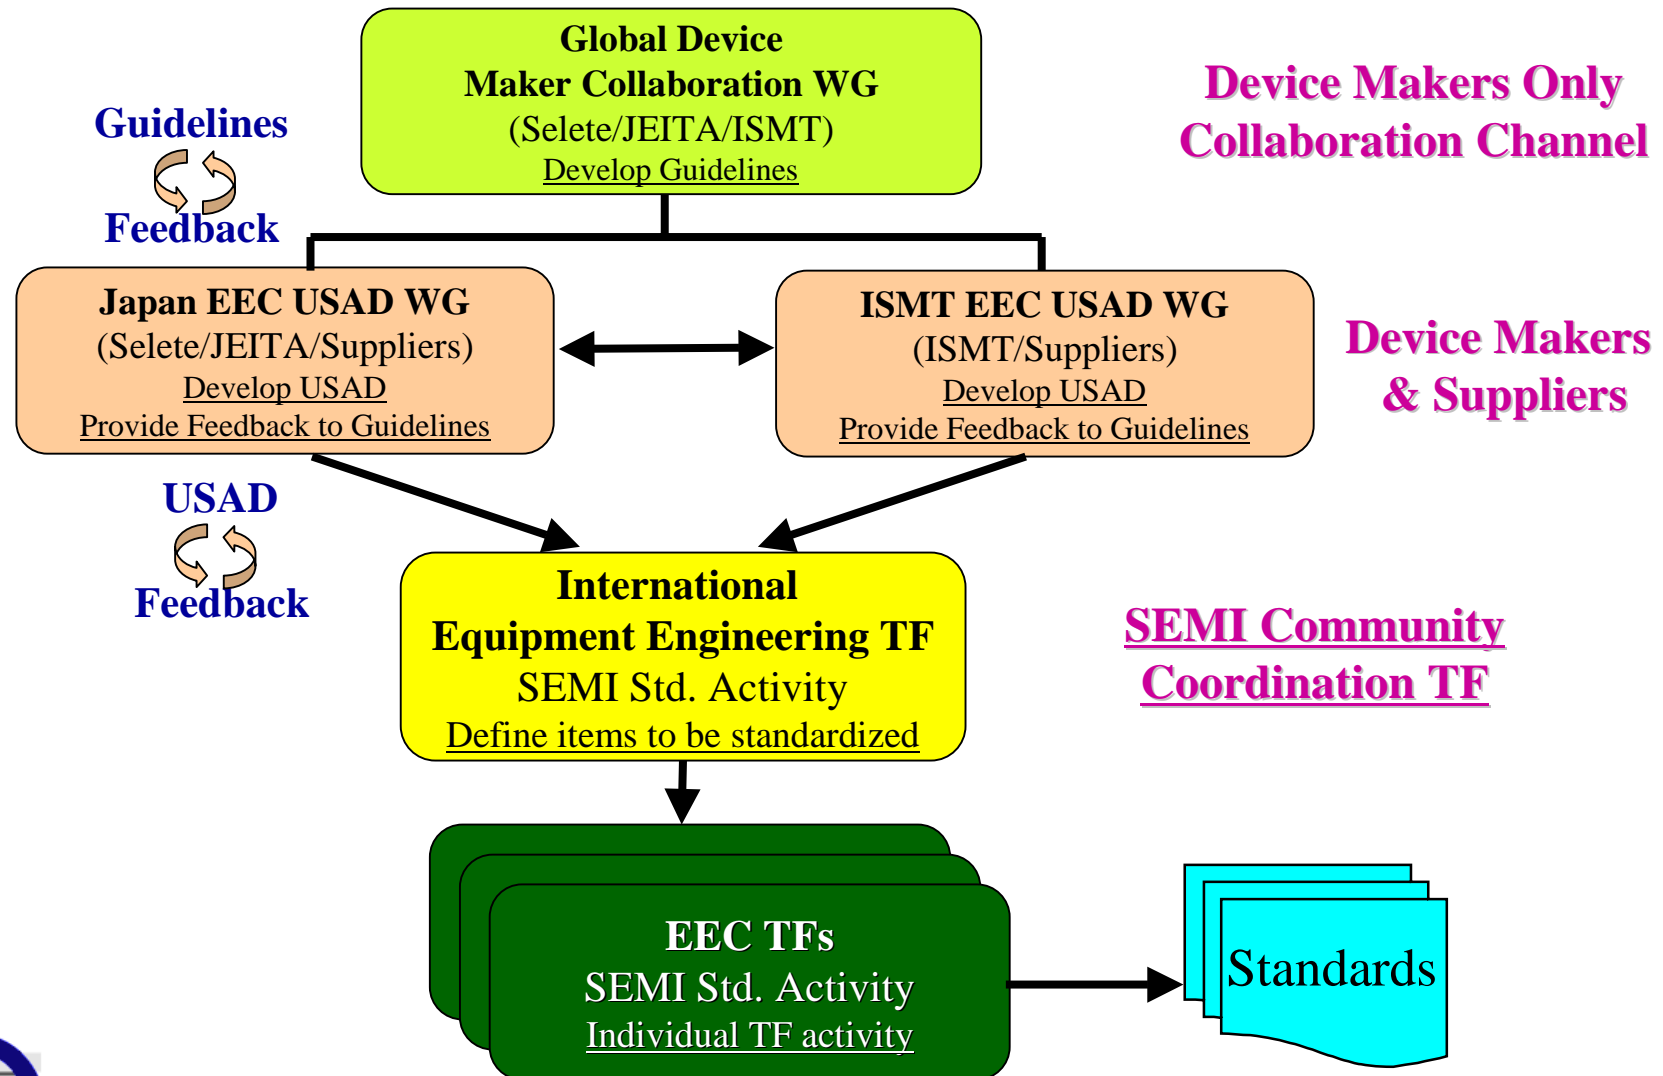 Global Device
Maker Collaboration WG
(Selete/JEITA/ISMT)
Develop Guidelines
Device Makers Only
Collaboration Channel
Guidelines
Feedback
Japan EEC USAD WG
(Selete/JEITA/Suppliers)
Develop USAD
Provide Feedback to Guidelines
ISMT EEC USAD WG
(ISMT/Suppliers)
Develop USAD
Provide Feedback to Guidelines
Device Makers
& Suppliers
USAD
Feedback
International
Equipment Engineering TF
SEMI Std. Activity
Define items to be standardized
SEMI Community
Coordination TF
EEC TFs
SEMI Std. Activity
Individual TF activity
Standards